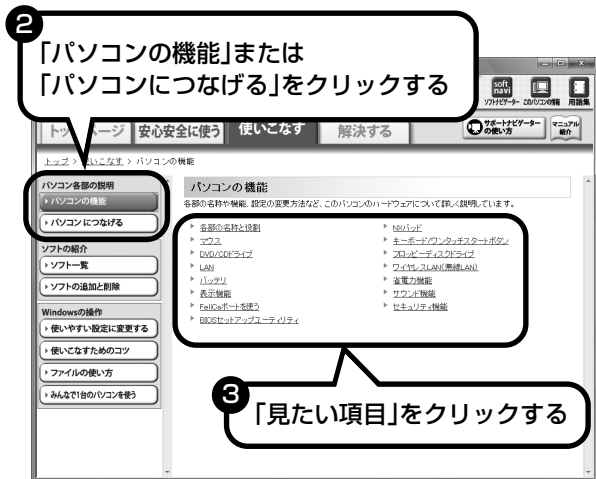 2
「パソコンの機能」または
「パソコンにつなげる」をクリックする
soft navi
ソフトナビゲーター このパソコンの情報 用語集
ページ 安心安全に使う 使いこなす 解決する
サポートナビゲーターの使い方 マニュアル紹介
トップ > 使いこなす > パソコンの機能
パソコン各部の説明
パソコンの機能
パソコンにつなげる
ソフトの紹介
ソフト一覧
ソフトの追加と削除
Windowsの操作
使いやすい設定に変更する
使いこなすためのコツ
ファイルの使い方
みんなで1台のパソコンを使う
パソコンの機能
各部の名称や機能、設定の変更方法など、このパソコンのハードウェアについて詳しく説明しています。
各部の名称と役割
マウス
DVD/CDドライブ
LAN
バッテリ
表示機能
FeliCaポートを使う
BIOSセットアップユーティリティ
NXパッド
キーボード/ワンタッチスタートボタン
フロッピーディスクドライブ
ワイヤレスLAN(無線LAN)
省電力機能
サウンド機能
セキュリティ機能
3
「見たい項目」をクリックする